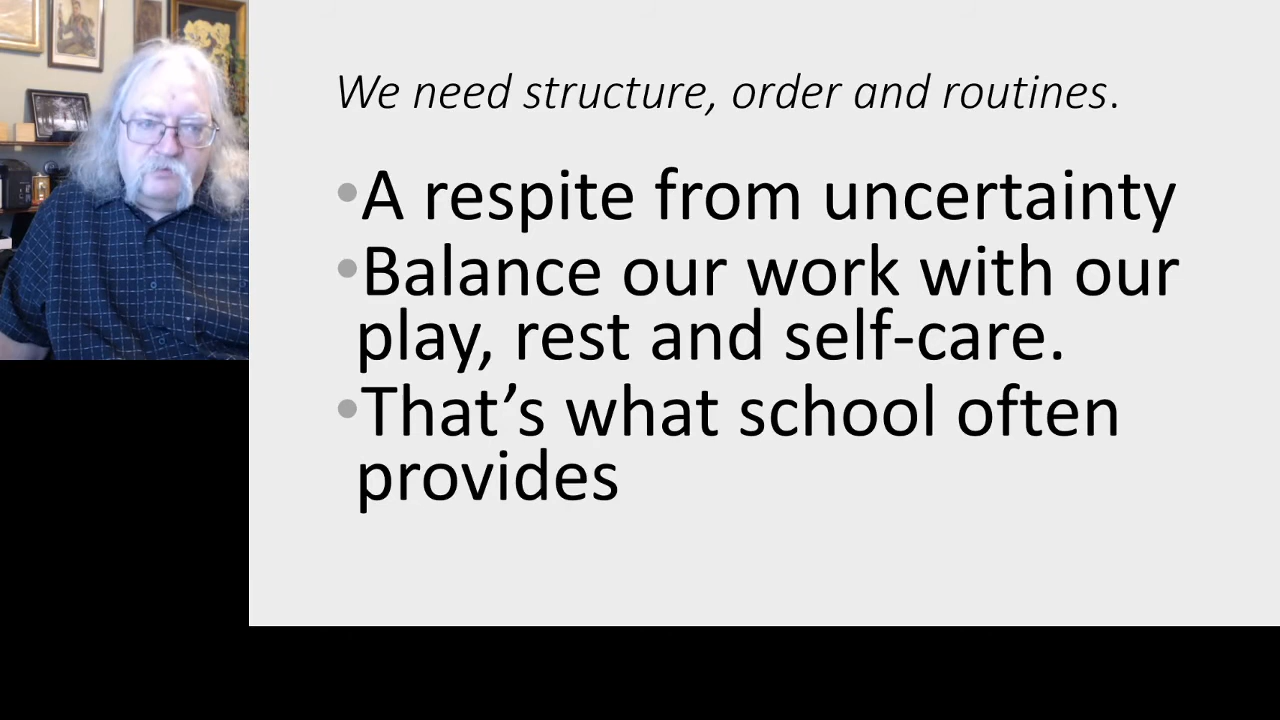 We need structure, order and routines.
•A respite from uncertainty
•Balance our work with our
play, rest and self-care.
•That’s what school often
provides